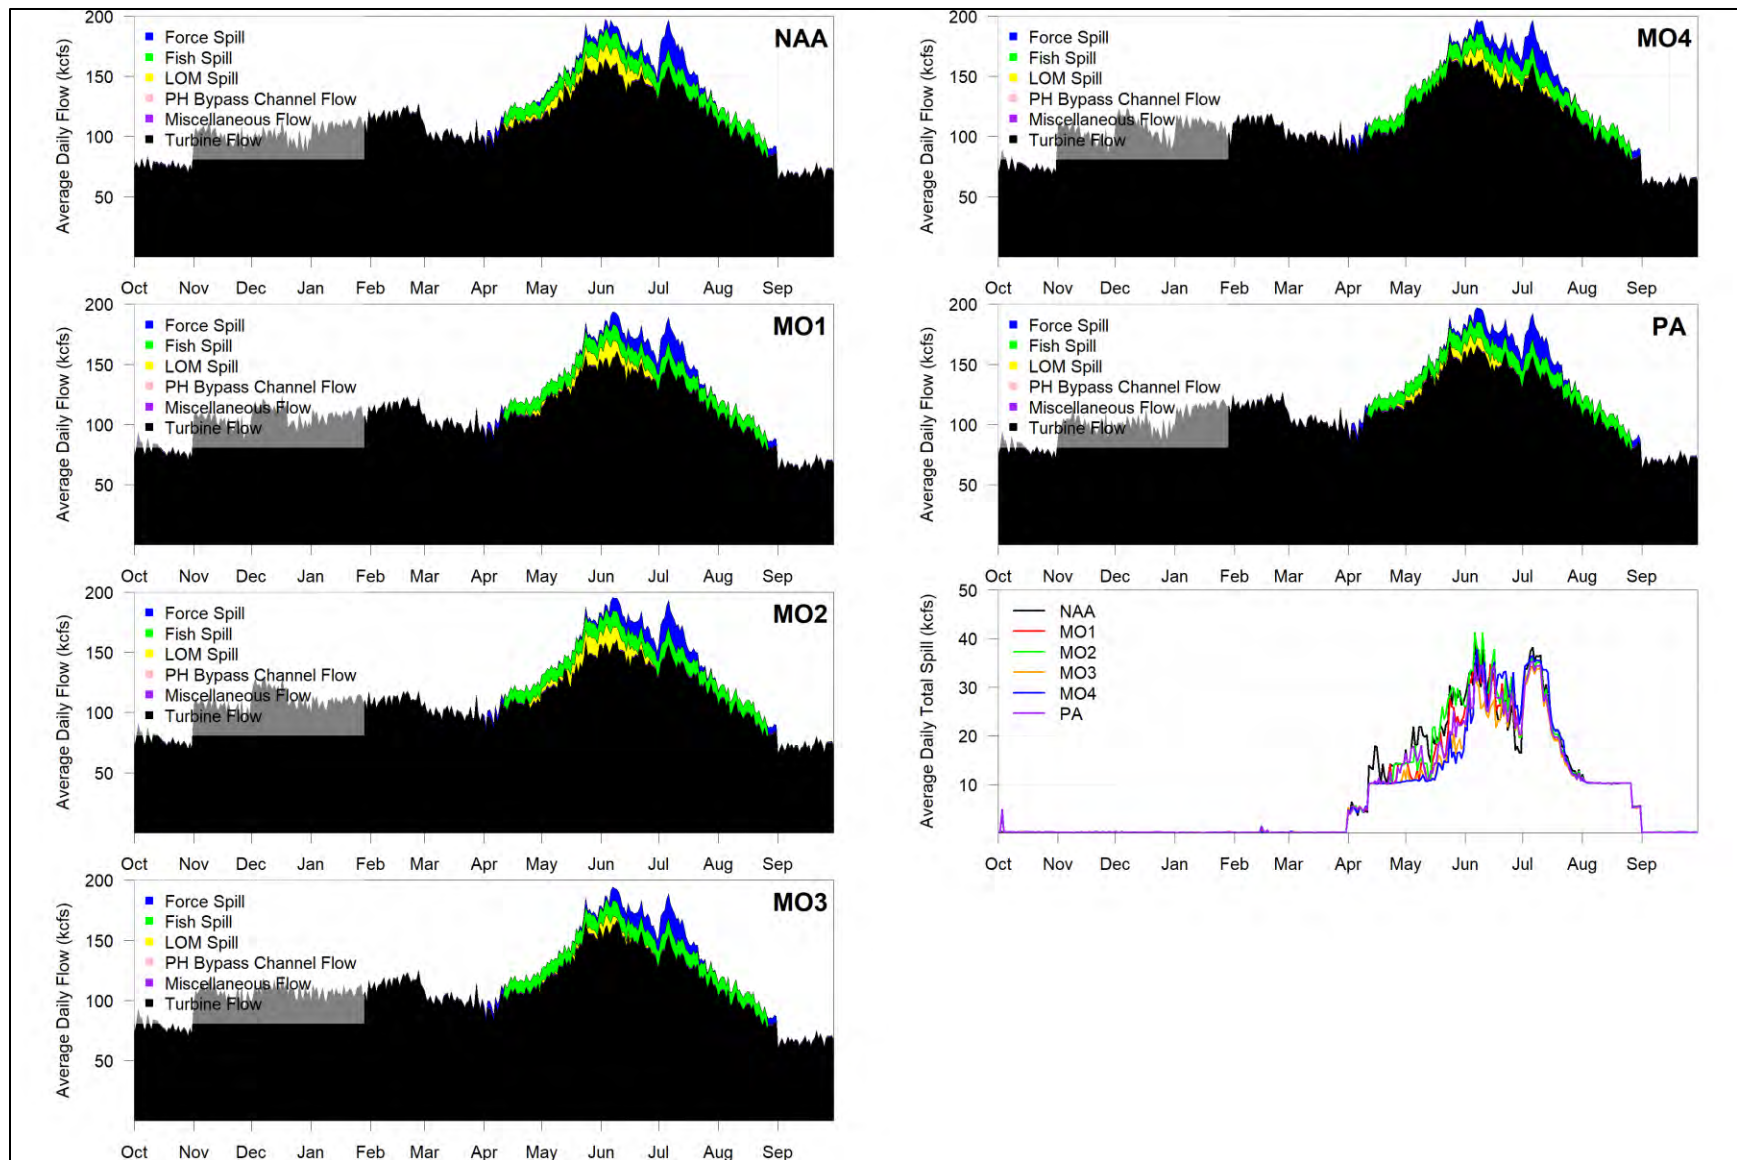 200
150
100
50
Average Daily Flow (kcfs)
Force Spill
Fish Spill
LOM Spill
PH Bypass Channel Flow
Miscellaneous Flow
Turbine Flow
NAA
Oct Nov Dec Jan Feb Mar Apr May Jun Jul Aug Sep
200
150
100
50
Average Daily Flow (kcfs)
Force Spill
Fish Spill
LOM Spill
PH Bypass Channel Flow
Miscellaneous Flow
Turbine Flow
MO1
Oct Nov Dec Jan Feb Mar Apr May Jun Jul Aug Sep
200
150
100
50
Average Daily Flow (kcfs)
Force Spill
Fish Spill
LOM Spill
PH Bypass Channel Flow
Miscellaneous Flow
Turbine Flow
MO2
Oct Nov Dec Jan Feb Mar Apr May Jun Jul Aug Sep
200
150
100
50
Average Daily Flow (kcfs)
Force Spill
Fish Spill
LOM Spill
PH Bypass Channel Flow
Miscellaneous Flow
Turbine Flow
MO3
Oct Nov Dec Jan Feb Mar Apr May Jun Jul Aug Sep
200
150
100
50
Average Daily Flow (kcfs)
Force Spill
Fish Spill
LOM Spill
PH Bypass Channel Flow
Miscellaneous Flow
Turbine Flow
MO4
Oct Nov Dec Jan Feb Mar Apr May Jun Jul Aug Sep
200
150
100
50
Average Daily Flow (kcfs)
Force Spill
Fish Spill
LOM Spill
PH Bypass Channel Flow
Miscellaneous Flow
Turbine Flow
PA
Oct Nov Dec Jan Feb Mar Apr May Jun Jul Aug Sep
50
40
30
20
10
Average Daily Total Spill (kcfs)
NAA
MO1
MO2
MO3
MO4
PA
Oct Nov Dec Jan Feb Mar Apr May Jun Jul Aug Sep